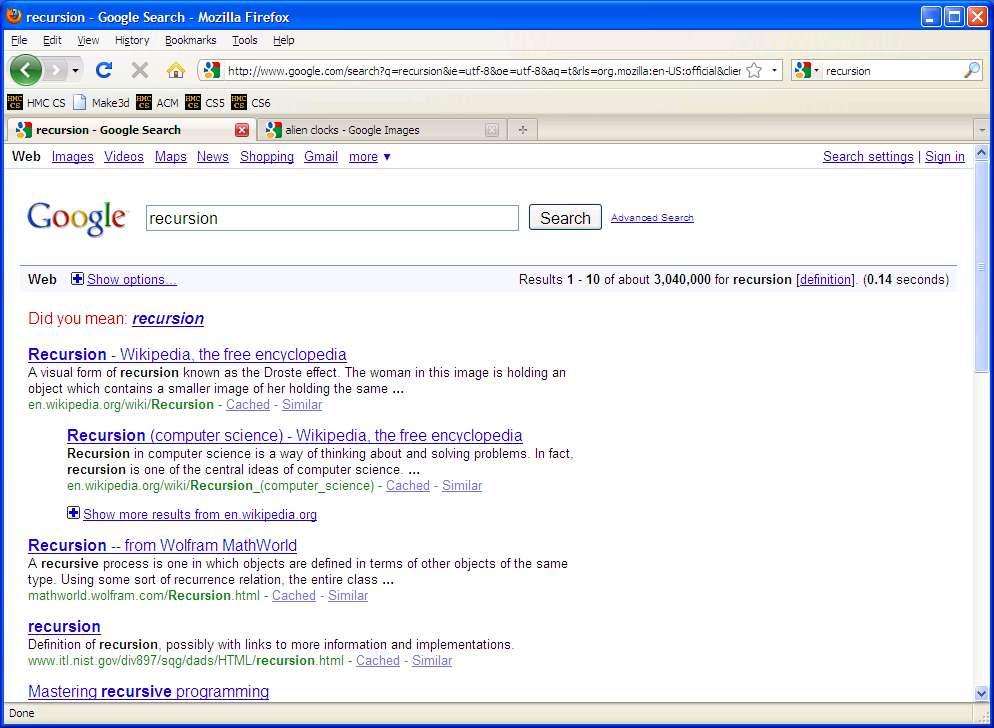 recursion - Google Search - Mozilla Firefox
File Edit View History Bookmarks Tools Help
http://www.google.com/search?q=recursion&ie=utf-8&oe=utf-8&aq=t&rls=org.mozilla:en-US:official&clier recursion
HMC CS HMC CS Make3d HMC CS ACM HMC CS CS5 HMC CS CS6
recursion - Google Search alien clocks - Google Images
Web Images Videos Maps News Shopping Gmail more ▼ Search settings | Sign in
Google™ recursion Search Advanced Search
Web Show options... Results 1 - 10 of about 3,040,000 for recursion [definition]. (0.14 seconds)
Did you mean: recursion
Recursion - Wikipedia, the free encyclopedia
A visual form of recursion known as the Droste effect. The woman in this image is holding an
object which contains a smaller image of her holding the same ...
en.wikipedia.org/wiki/Recursion - Cached - Similar
Recursion (computer science) - Wikipedia, the free encyclopedia
Recursion in computer science is a way of thinking about and solving problems. In fact,
recursion is one of the central ideas of computer science. ...
en.wikipedia.org/wiki/Recursion_(computer_science) - Cached - Similar
Show more results from en.wikipedia.org
Recursion -- from Wolfram MathWorld
A recursive process is one in which objects are defined in terms of other objects of the same
type. Using some sort of recurrence relation, the entire class ...
mathworld.wolfram.com/Recursion.html - Cached - Similar
recursion
Definition of recursion, possibly with links to more information and implementations.
www.itl.nist.gov/div897/sqg/dads/HTML/recursion.html - Cached - Similar
Mastering recursive programming
Done